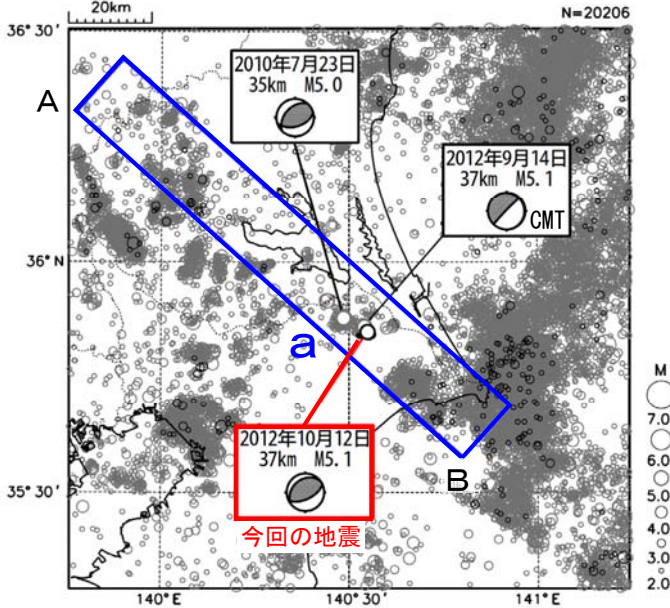 20km
N=20206
36°30′
A
2010年7月23日
35km M5.0
2012年9月14日
37km M5.1
CMT
36°N
a
M
7.0
6.0
5.0
4.0
3.0
2.0
2012年10月12日
37km M5.1
B
今回の地震
35°30′
140°E
140°30′
141°E